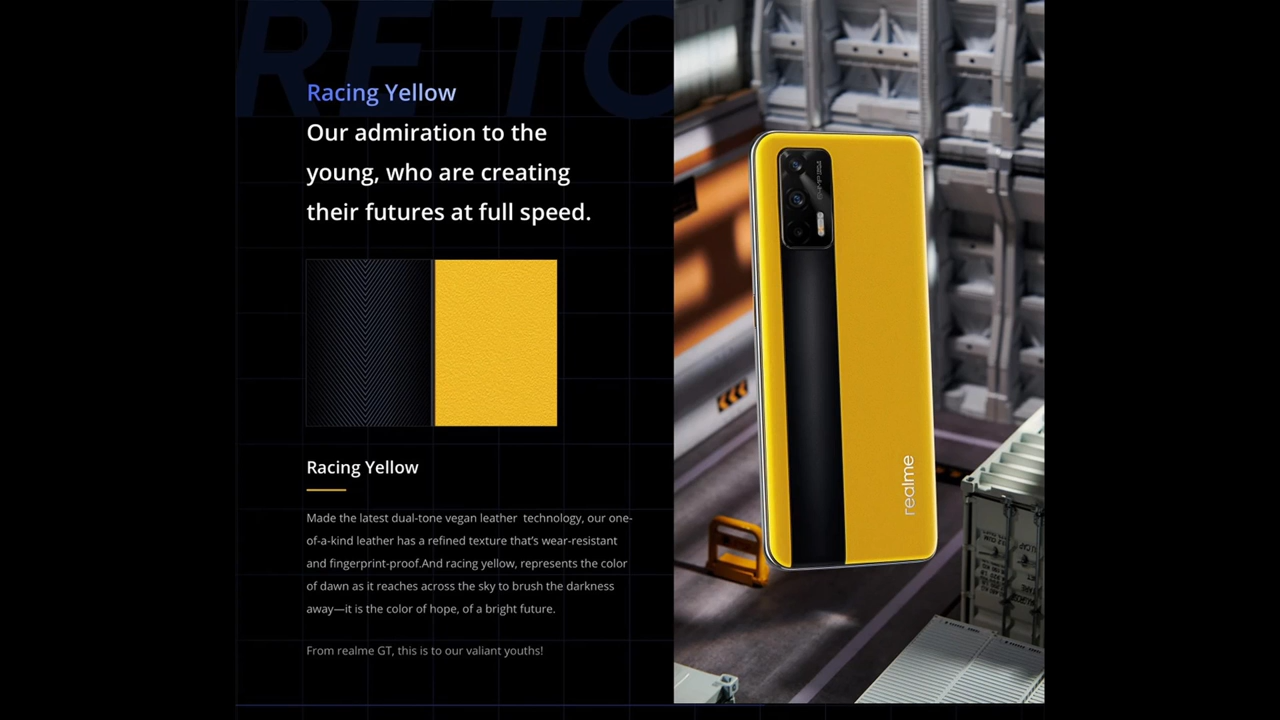 RE TO
Racing Yellow
Our admiration to the
young, who are creating
their futures at full speed.
Racing Yellow
Made the latest dual-tone vegan leather technology, our one-
of-a-kind leather has a refined texture that's wear-resistant
and fingerprint-proof.And racing yellow, represents the color
of dawn as it reaches across the sky to brush the darkness
away—it is the color of hope, of a bright future.
From realme GT, this is to our valiant youths!
realme